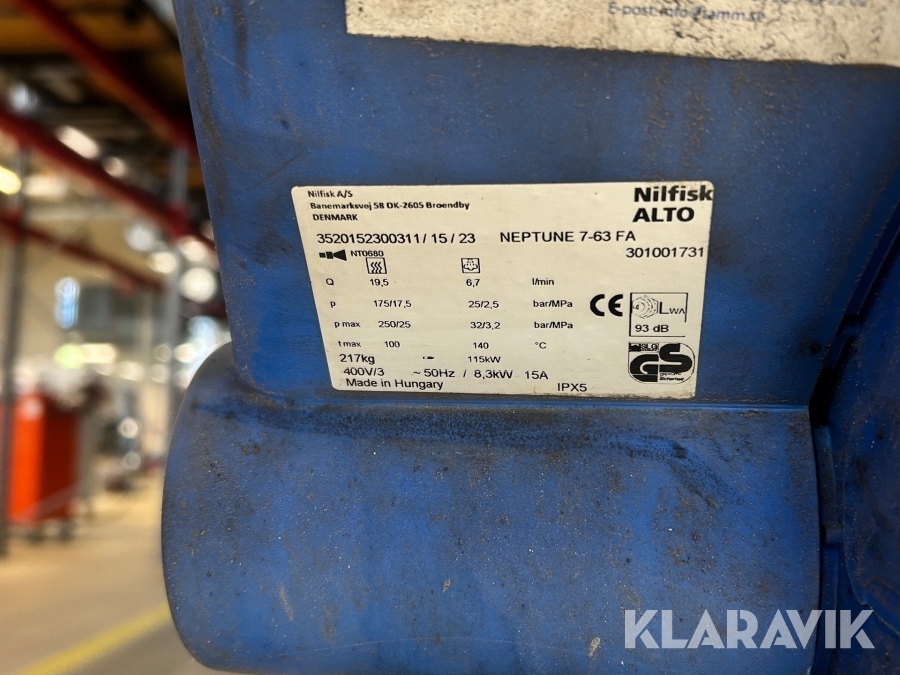 E-post:info@tamm.se
Nilfisk A/S
Banemarksvej 58 DK-2605 Broendby
DENMARK
Nilfisk
ALTO
3520152300311 / 15 / 23 NEPTUNE 7-63 FA
301001731
NT0680
Q 19,5 6,7 l/min
p 175/17,5 25/2,5 bar/MPa
p max 250/25 32/3,2 bar/MPa
t max 100 140 °C
217kg 115kW
400V/3 ~ 50Hz / 8,3kW 15A
Made in Hungary IPX5
CE
LWA
93 dB
GS
KLARAVIK